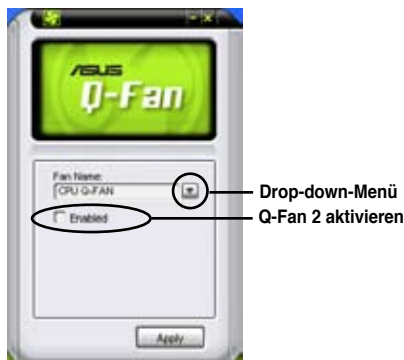 ASUS
Q-Fan
Fan Name:
CPU Q-FAN
Drop-down-Menü
Enabled
Q-Fan 2 aktivieren
Apply